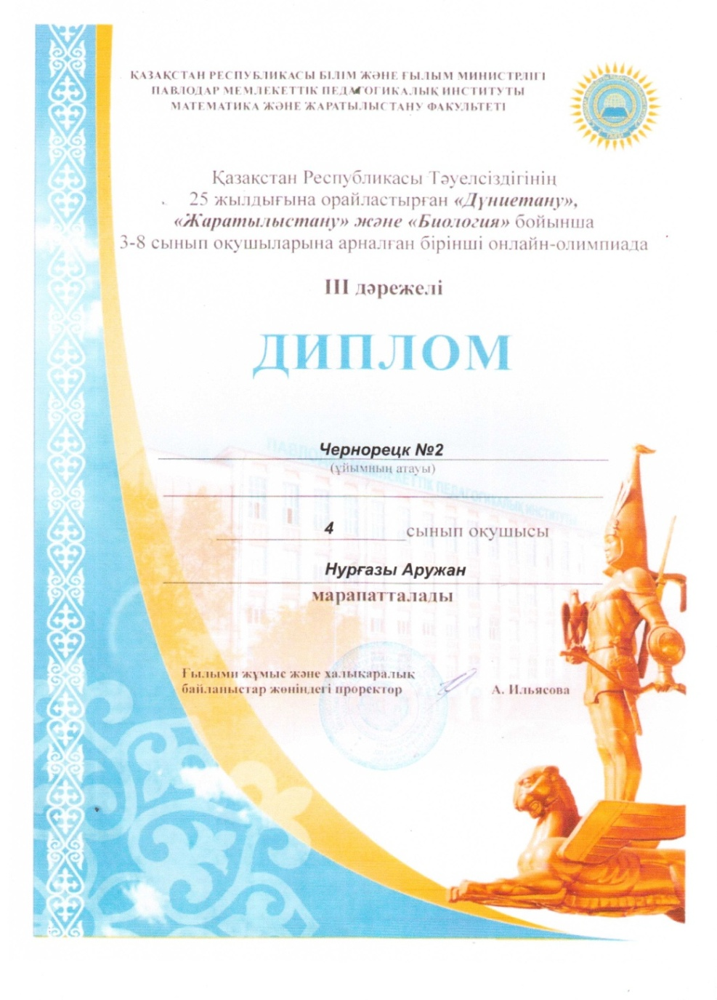 ҚАЗАҚСТАН РЕСПУБЛИКАСЫ БІЛІМ ЖӘНЕ ҒЫЛЫМ МИНИСТРЛІГІ
ПАВЛОДАР МЕМЛЕКЕТТІК ПЕДАГОГИКАЛЫҚ ИНСТИТУТЫ
МАТЕМАТИКА ЖӘНЕ ЖАРАТЫЛЫСТАНУ ФАКУЛЬТЕТІ
Қазақстан Республикасы Тәуелсіздігінің
25 жылдығына орайластырған «Дүниетану»,
«Жаратылыстану» және «Биология» бойынша
3-8 сынып оқушыларына арналған бірінші онлайн-олимпиада
ІІІ дәрежелі
ДИПЛОМ
Чернорецк №2
(ұйымның атауы)
4 сынып оқушысы
Нурғазы Аружан
марапатталады
Ғылыми жұмыс және халықаралық
байланыстар жөніндегі проректор А. Ильясова